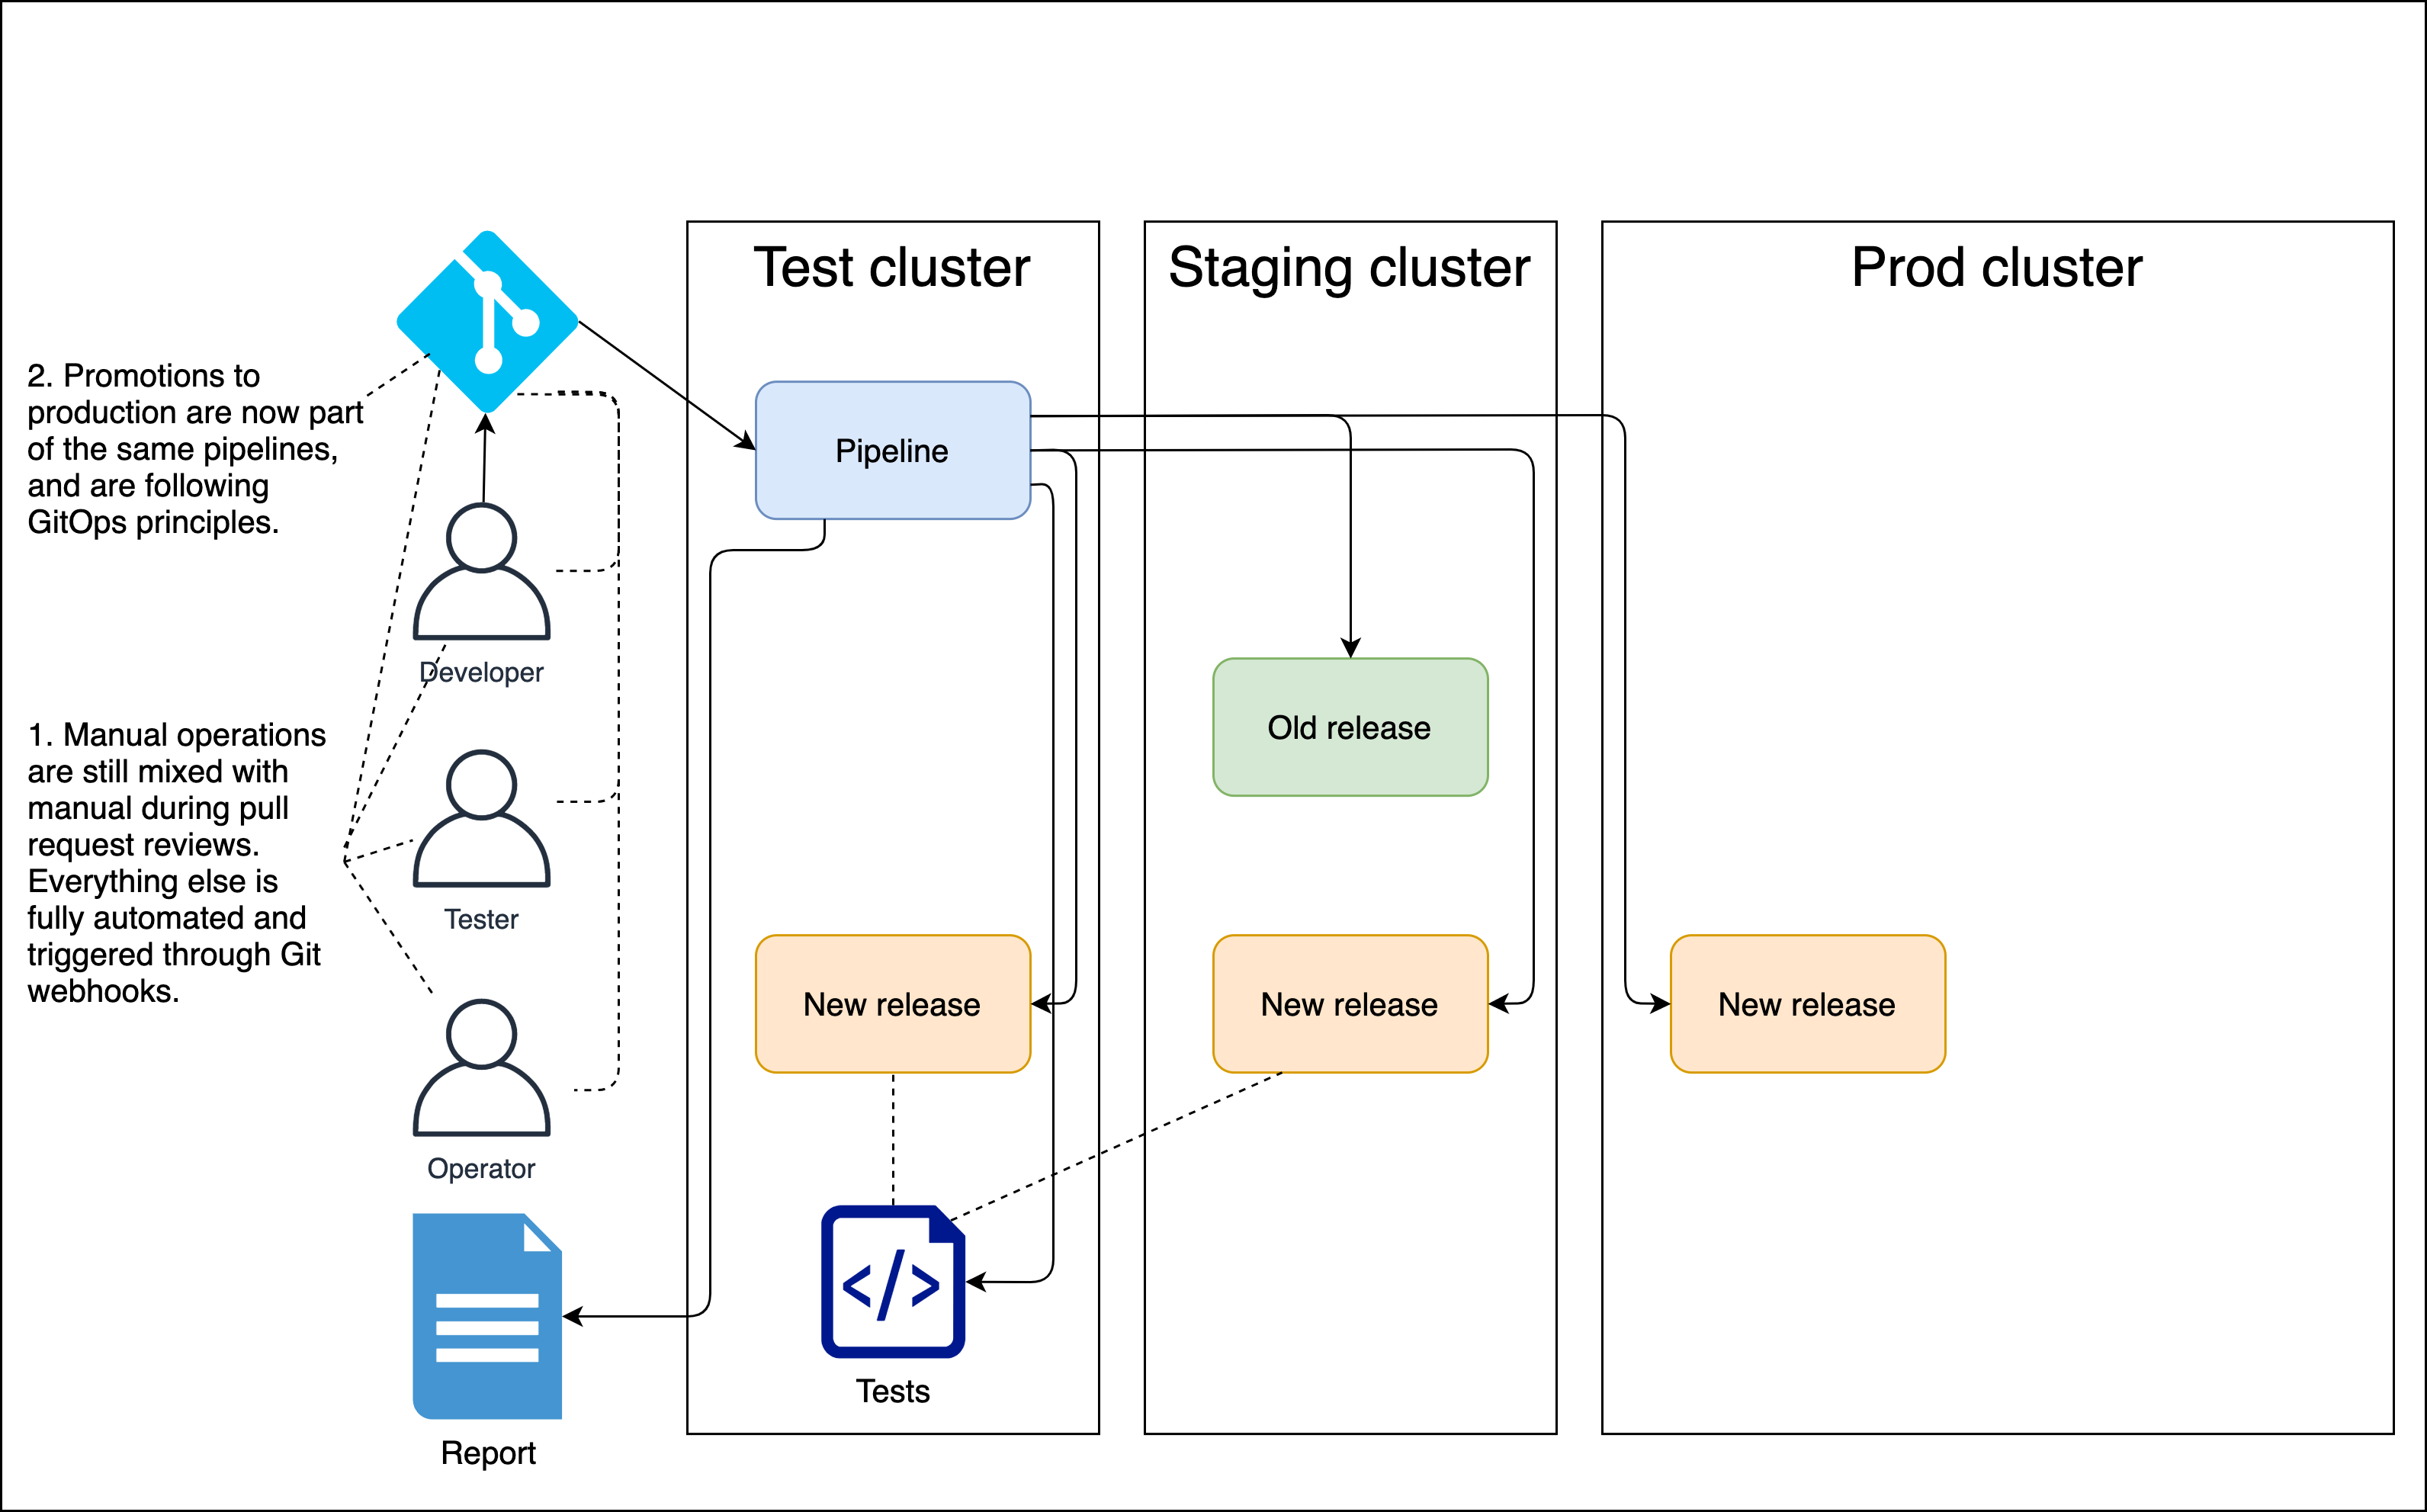 Test cluster
Staging cluster
Prod cluster
2. Promotions to
production are now part
of the same pipelines,
and are following
GitOps principles.
Pipeline
Developer
1. Manual operations
are still mixed with
manual during pull
request reviews.
Everything else is
fully automated and
triggered through Git
webhooks.
Old release
Tester
New release
New release
New release
Operator
</>
Tests
Report